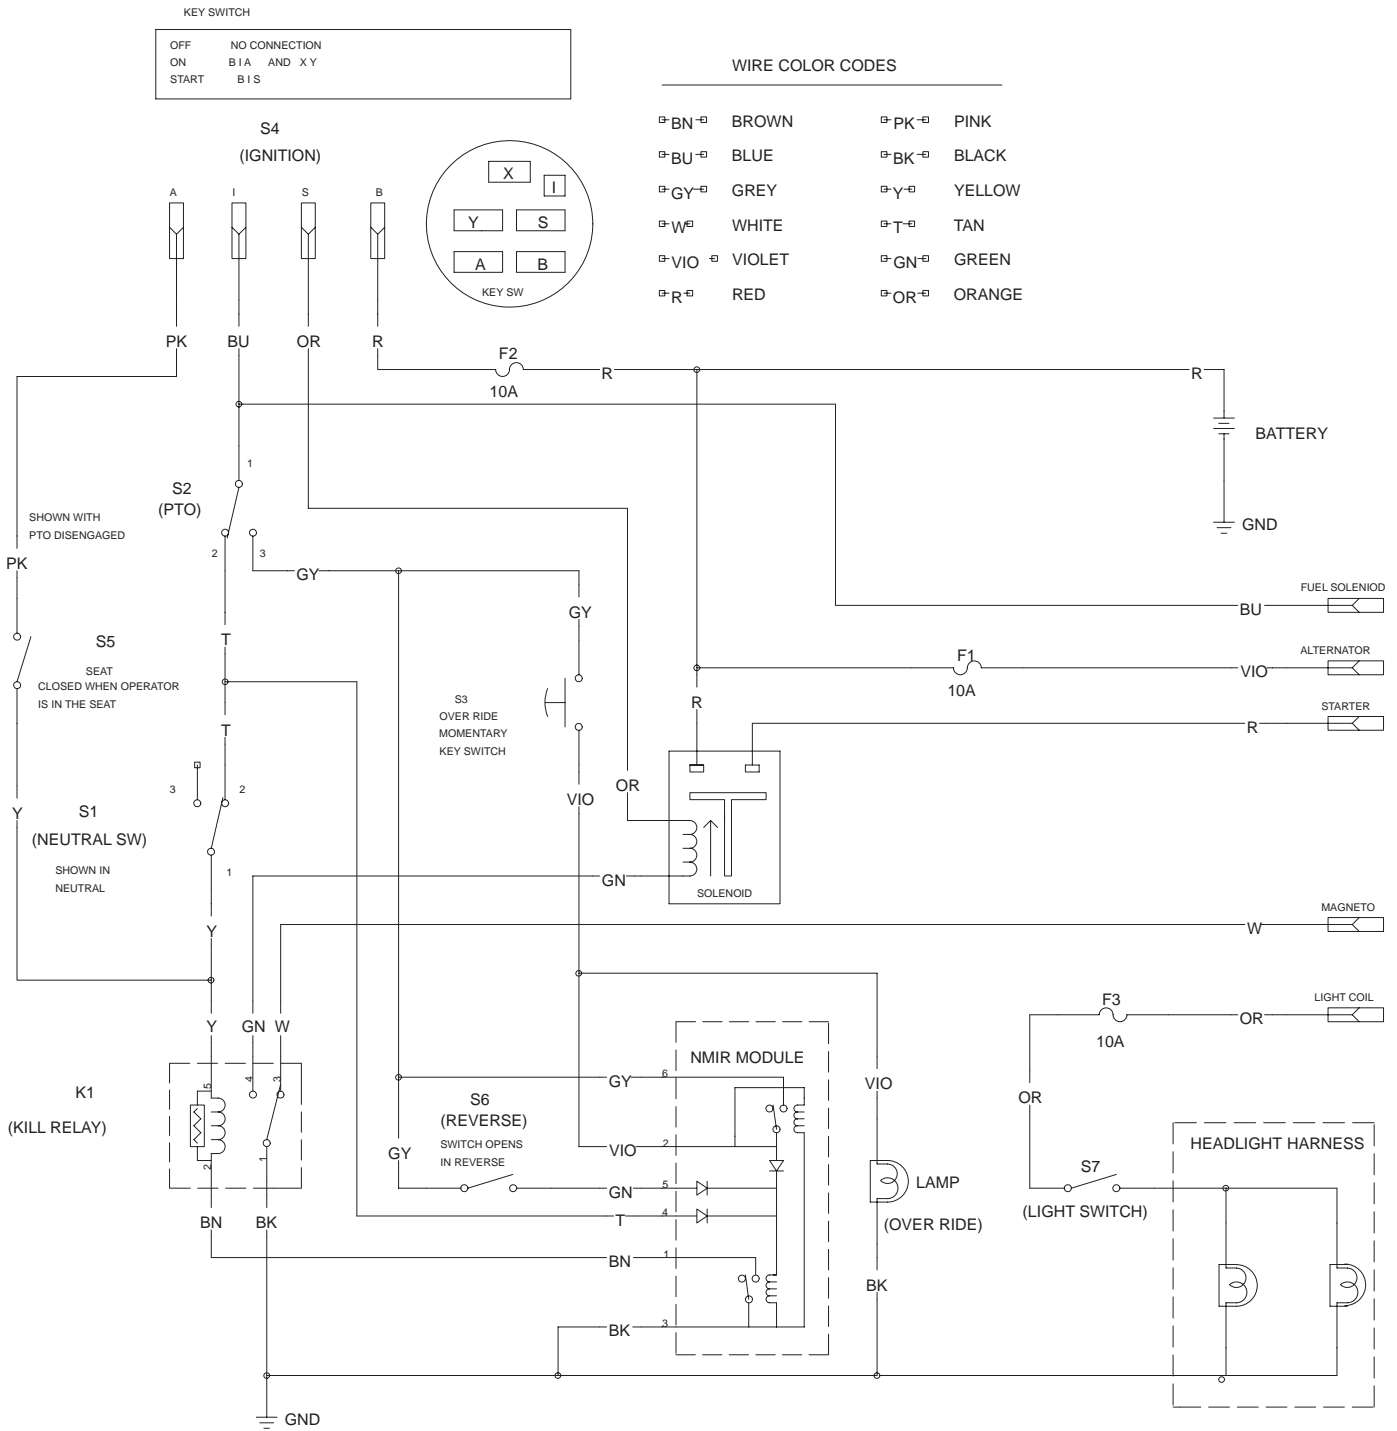 KEY SWITCH
OFF NO CONNECTION
ON B I A AND X Y
START B I S
WIRE COLOR CODES
BN BROWN PK PINK
BU BLUE BK BLACK
GY GREY Y YELLOW
W WHITE T TAN
VIO VIOLET GN GREEN
R RED OR ORANGE
S4
(IGNITION)
A I S B
X
I
Y S
A B
KEY SW
PK BU OR R
F2
10A
R
R
BATTERY
GND
1
S2
(PTO)
2
3
SHOWN WITH
PTO DISENGAGED
PK
GY
GY
T
S5
SEAT
CLOSED WHEN OPERATOR
IS IN THE SEAT
T
S3
OVER RIDE
MOMENTARY
KEY SWITCH
FUEL SOLENIOD
BU
ALTERNATOR
F1
10A
VIO
R
STARTER
R
3
2
Y
S1
(NEUTRAL SW)
SHOWN IN
NEUTRAL
1
VIO
OR
GN
SOLENOID
Y
MAGNETO
W
Y GN W
K1
(KILL RELAY)
5
4
3
2
1
BN BK
LIGHT COIL
F3
10A
OR
OR
NMIR MODULE
GY 6
S6
(REVERSE)
SWITCH OPENS
IN REVERSE
GY
VIO 2
GN 5
T 4
BN 1
BK 3
VIO
LAMP
(OVER RIDE)
BK
S7
(LIGHT SWITCH)
HEADLIGHT HARNESS
GND